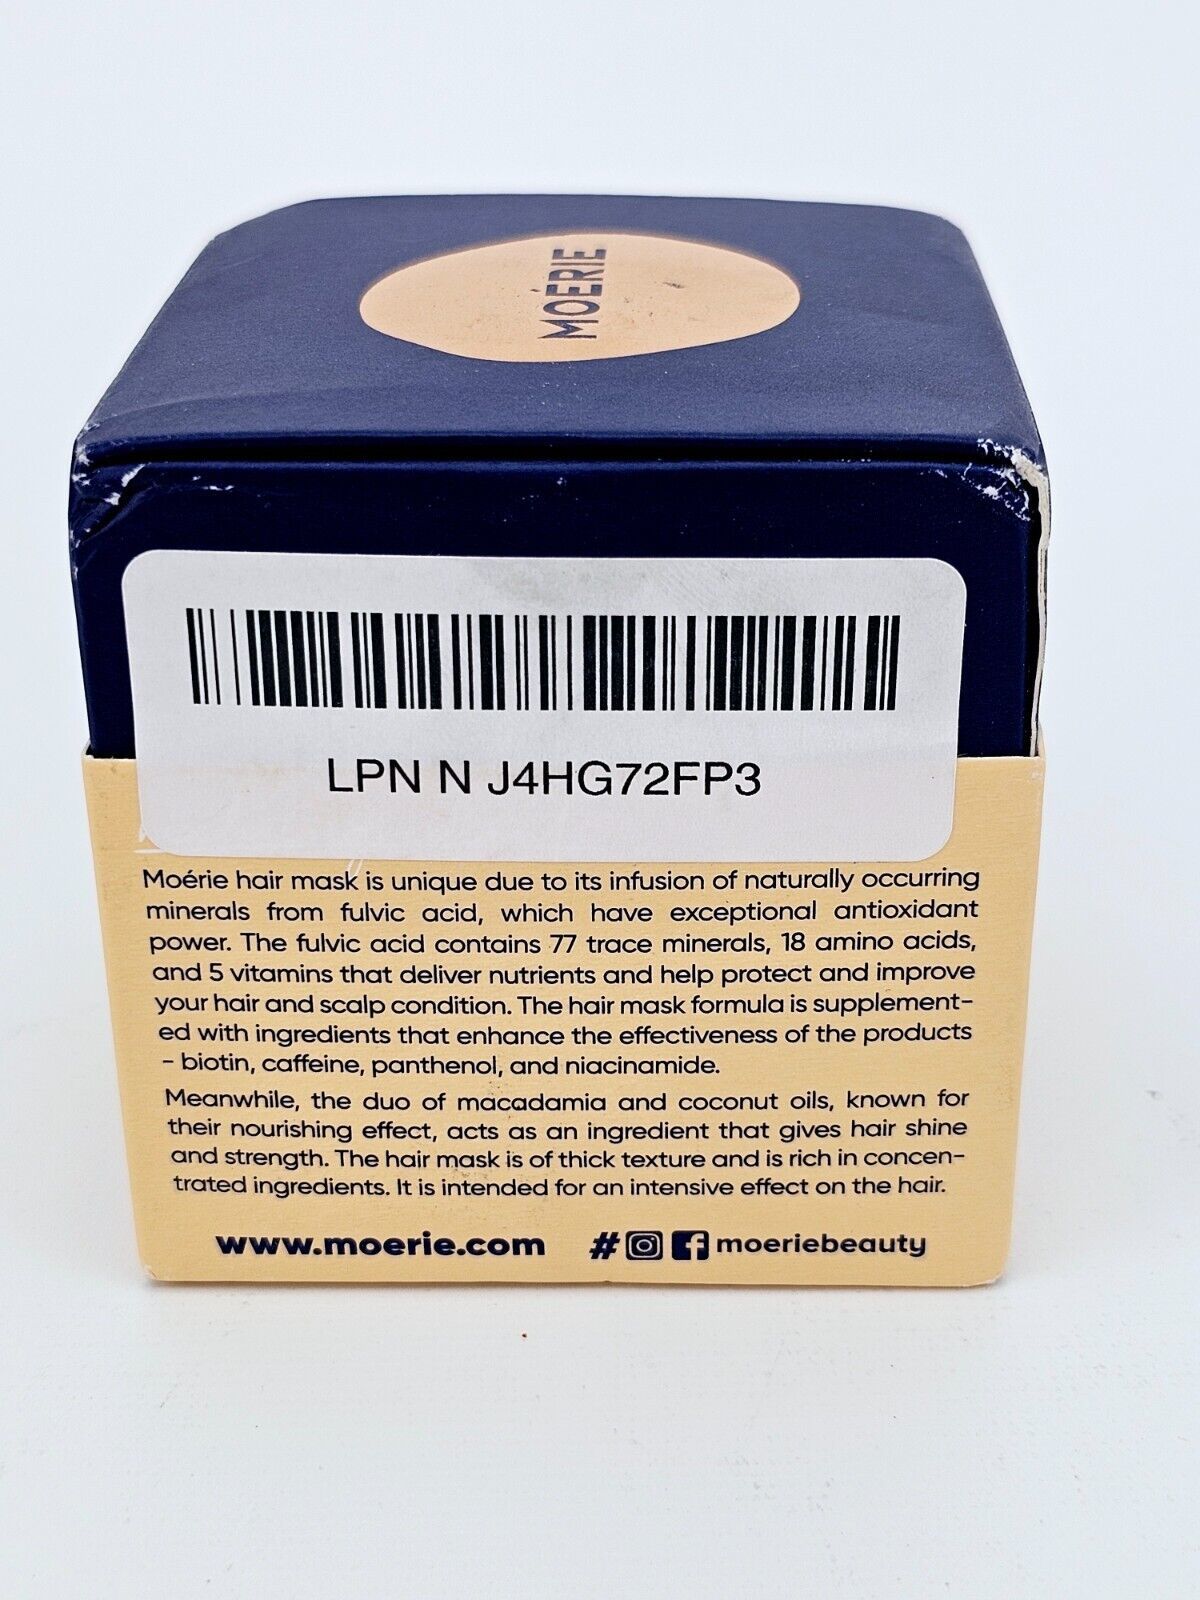 MOÉRIE
LPN N J4HG72FP3
Moérie hair mask is unique due to its infusion of naturally occurring
minerals from fulvic acid, which have exceptional antioxidant
power. The fulvic acid contains 77 trace minerals, 18 amino acids,
and 5 vitamins that deliver nutrients and help protect and improve
your hair and scalp condition. The hair mask formula is supplement-
ed with ingredients that enhance the effectiveness of the products
- biotin, caffeine, panthenol, and niacinamide.
Meanwhile, the duo of macadamia and coconut oils, known for
their nourishing effect, acts as an ingredient that gives hair shine
and strength. The hair mask is of thick texture and is rich in concen-
trated ingredients. It is intended for an intensive effect on the hair.
www.moerie.com # moeriebeauty